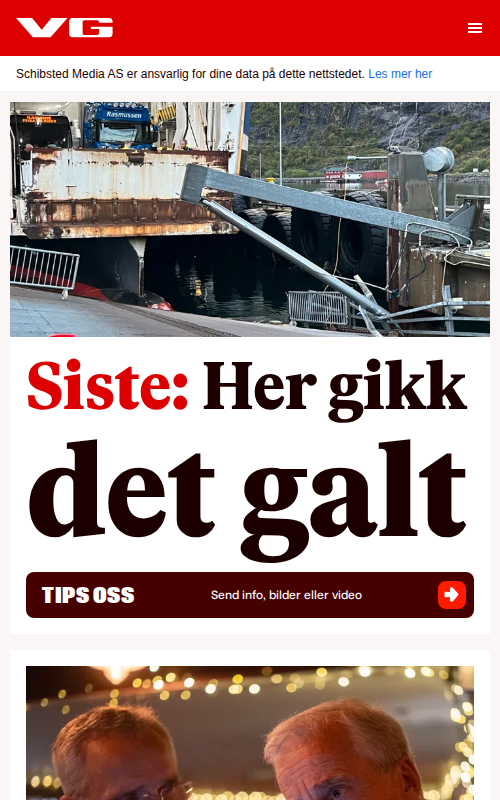 VG
Schibsted Media AS er ansvarlig for dine data på dette nettstedet. Les mer her
Rasmussen
Siste: Her gikk
det galt
TIPS OSS
Send info, bilder eller video